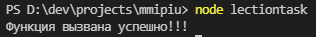 PS D:\dev\projects\mmipiu> node lectiontask
Функция вызвана успешно!!!